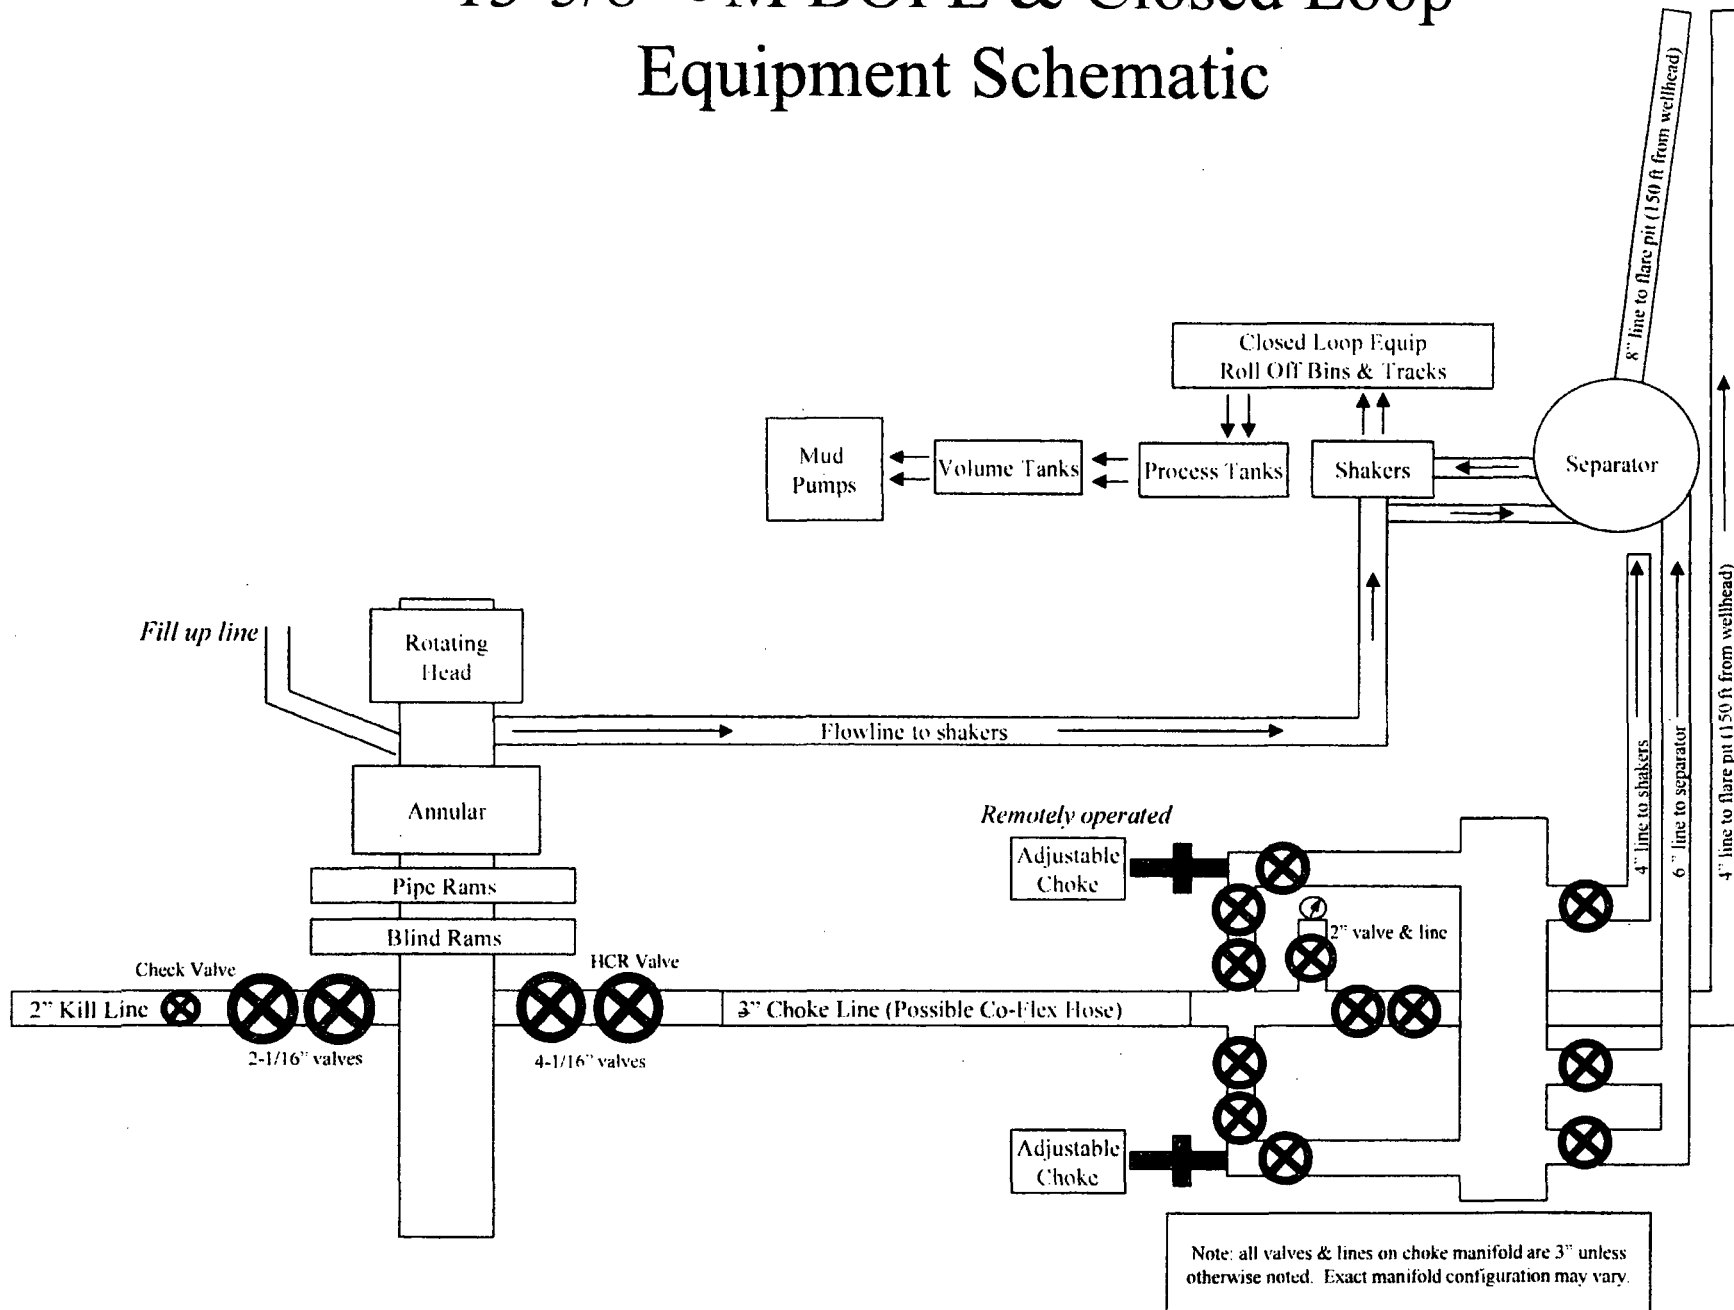 BOPE & Closed Loop
Equipment Schematic
8" line to flare pit (150 ft from wellhead)
Closed Loop Equip
Roll Off Bins & Tracks
Mud
Pumps
Volume Tanks
Process Tanks
Shakers
Separator
Fill up line
Rotating
Head
Flowline to shakers
4" line to shakers
6" line to separator
4" line to flare pit (150 ft from wellhead)
Annular
Remotely operated
Adjustable
Choke
Pipe Rams
Blind Rams
2" valve & line
Check Valve
HCR Valve
2" Kill Line
3" Choke Line (Possible Co-Flex Hose)
2-1/16" valves
4-1/16" valves
Adjustable
Choke
Note: all valves & lines on choke manifold are 3" unless
otherwise noted. Exact manifold configuration may vary.